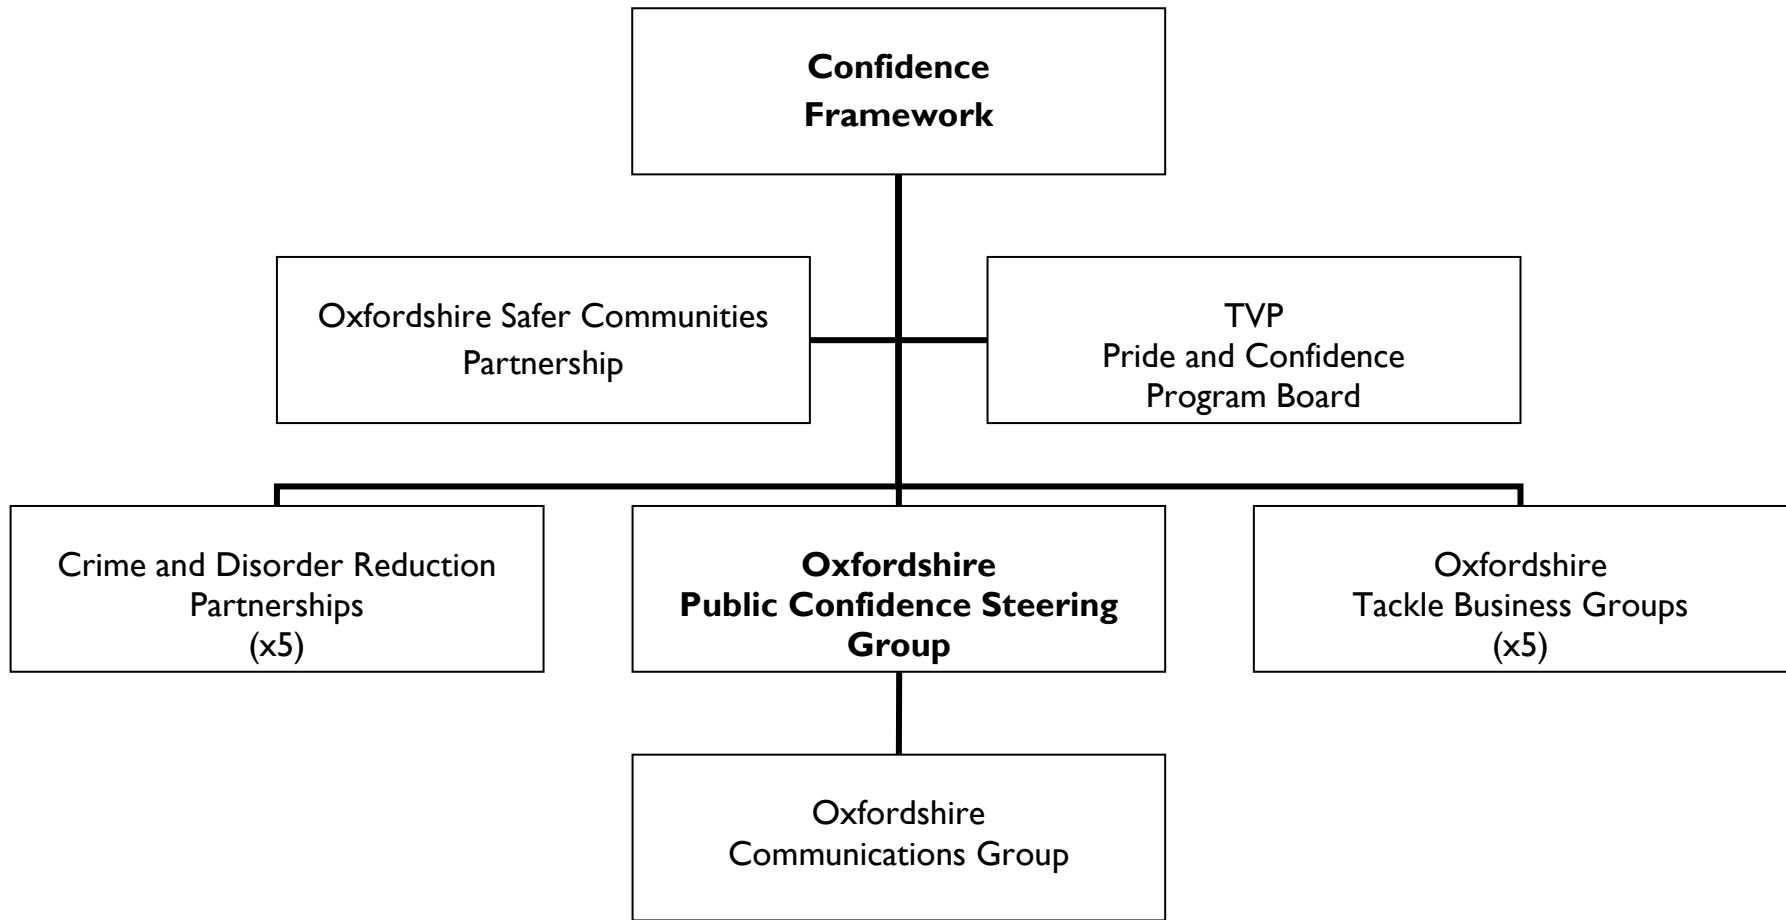 Confidence
Framework
Oxfordshire Safer Communities
Partnership
TVP
Pride and Confidence
Program Board
Crime and Disorder Reduction
Partnerships
(x5)
Oxfordshire
Public Confidence Steering
Group
Oxfordshire
Tackle Business Groups
(x5)
Oxfordshire
Communications Group